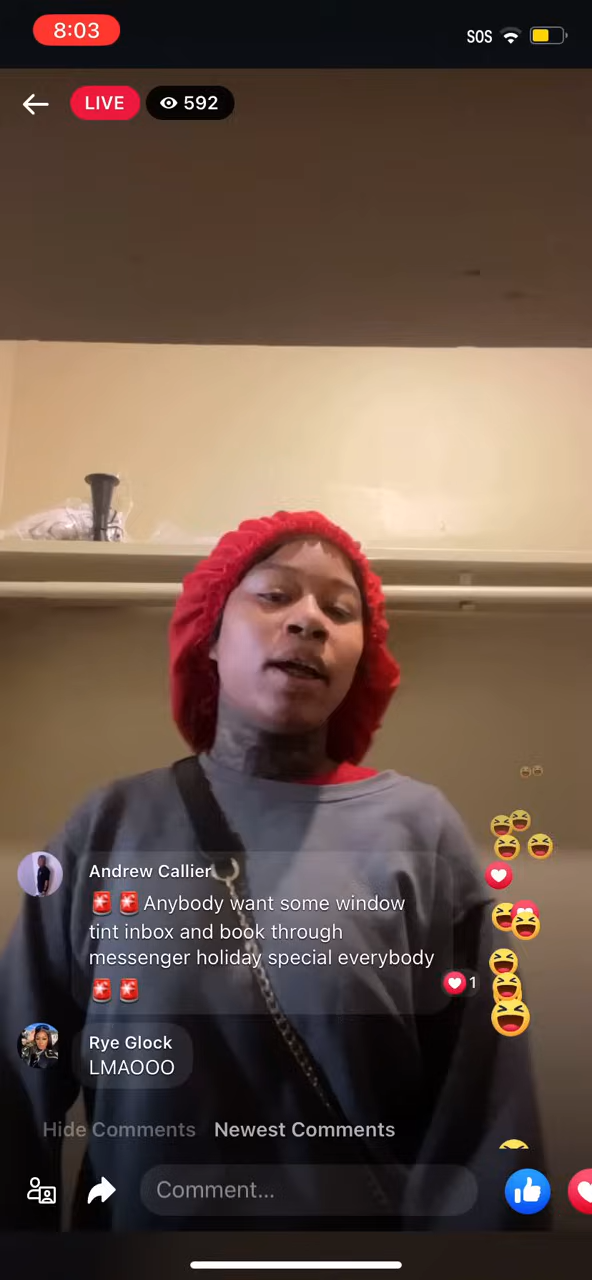 8:03
SOS
LIVE
592
Andrew Callier
🚨 🚨 Anybody want some window
tint inbox and book through
messenger holiday special everybody
🚨 🚨
1
Rye Glock
LMAOOO
Hide Comments Newest Comments
Comment...